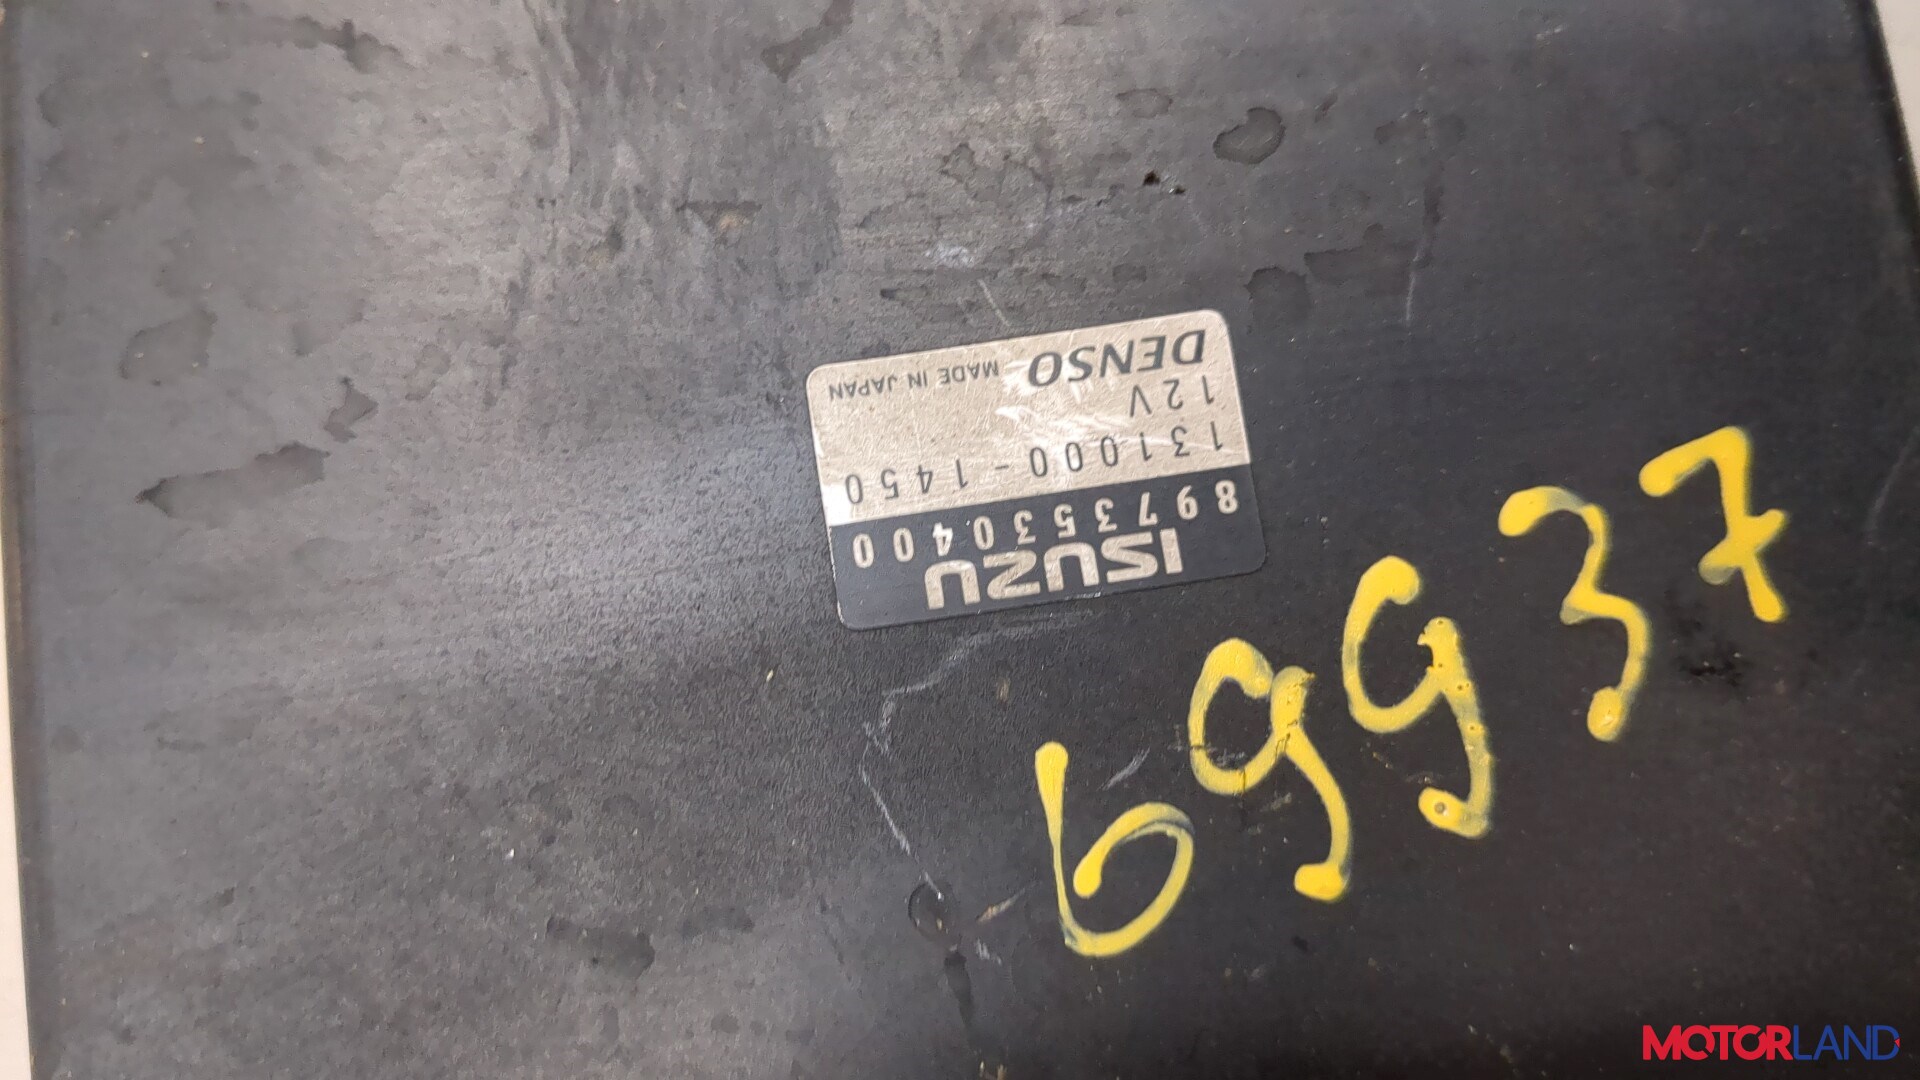 ISUZU
8973530400
131000-1450
12V
DENSO MADE IN JAPAN
69937
MOTORLAND